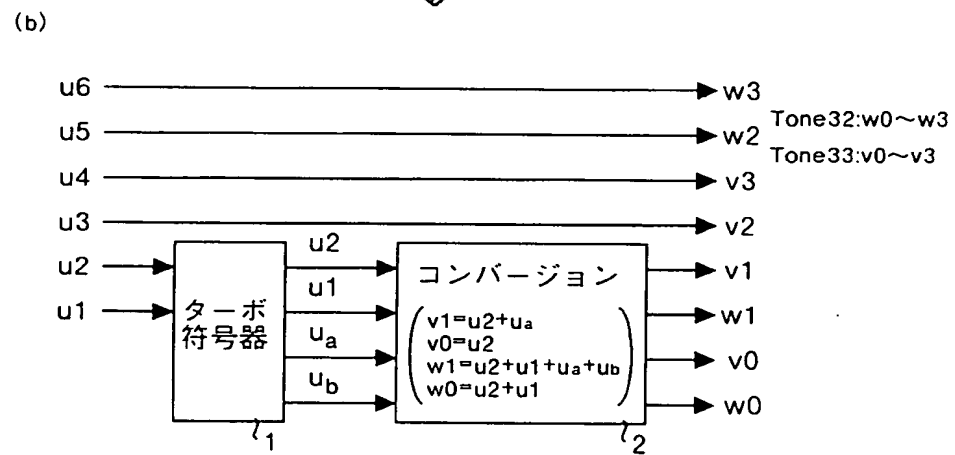 (b)
u6 w3
u5 w2
Tone32:w0～w3
Tone33:v0～v3
u4 v3
u3 v2
u2 u2 v1
u1 u1 w1
ua v0
ub w0
ターボ
符号器
1
コンバージョン
v1=u2+ua
v0=u2
w1=u2+u1+ua+ub
w0=u2+u1
2